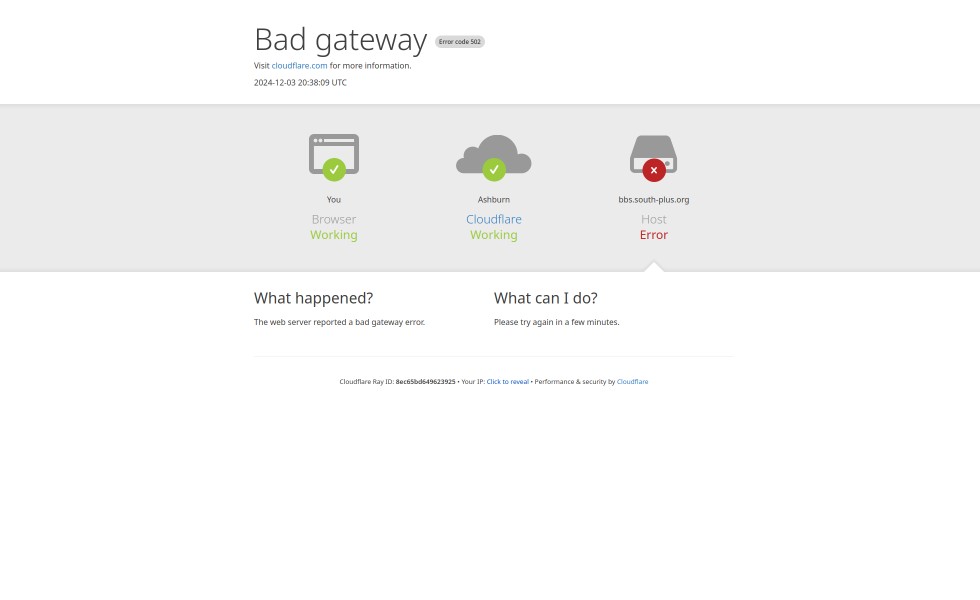 Bad gateway Error code 502
Visit cloudflare.com for more information.
2024-12-03 20:38:09 UTC
You
Browser
Working
Ashburn
Cloudflare
Working
bbs.south-plus.org
Host
Error
What happened?
The web server reported a bad gateway error.
What can I do?
Please try again in a few minutes.
Cloudflare Ray ID: 8ec65bd649623925 • Your IP: Click to reveal • Performance & security by Cloudflare